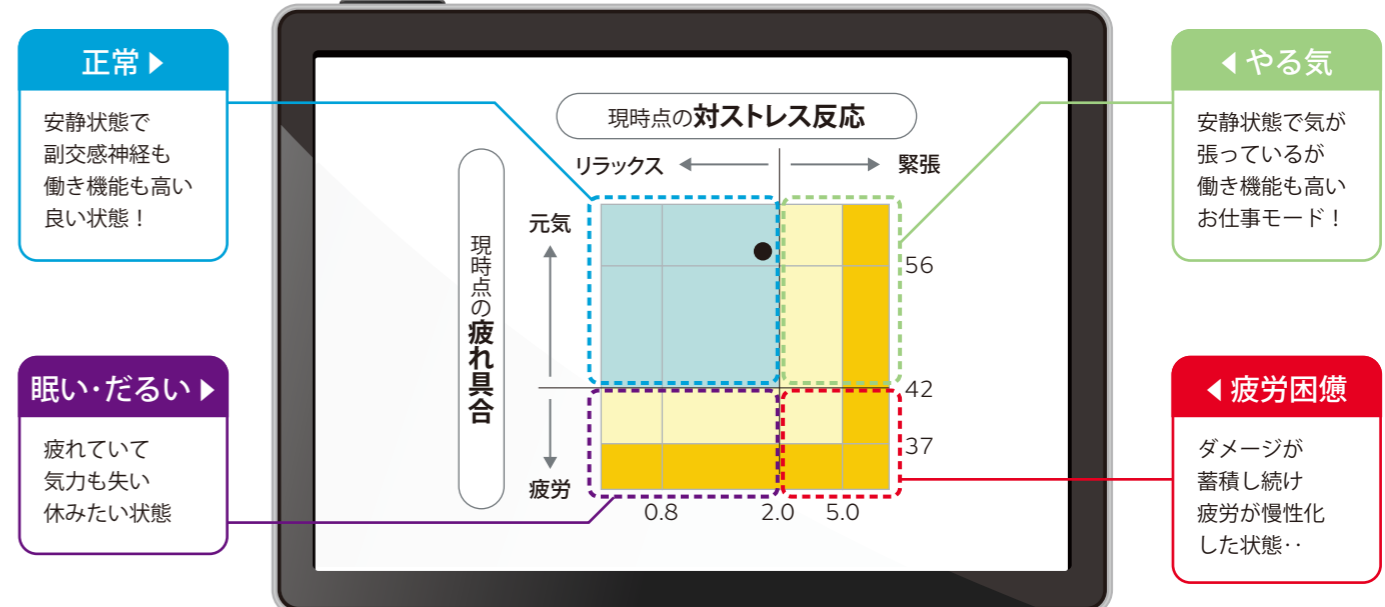 正常▶
安静状態で
副交感神経も
働き機能も高い
良い状態！
眠い・だるい▶
疲れていて
気力も失い
休みたい状態
現時点の対ストレス反応
リラックス
緊張
現時点の疲れ具合
元気
疲労
56
42
37
0.8
2.0
5.0
◀やる気
安静状態で気が
張っているが
働き機能も高い
お仕事モード！
◀疲労困憊
ダメージが
蓄積し続け
疲労が慢性化
した状態‥